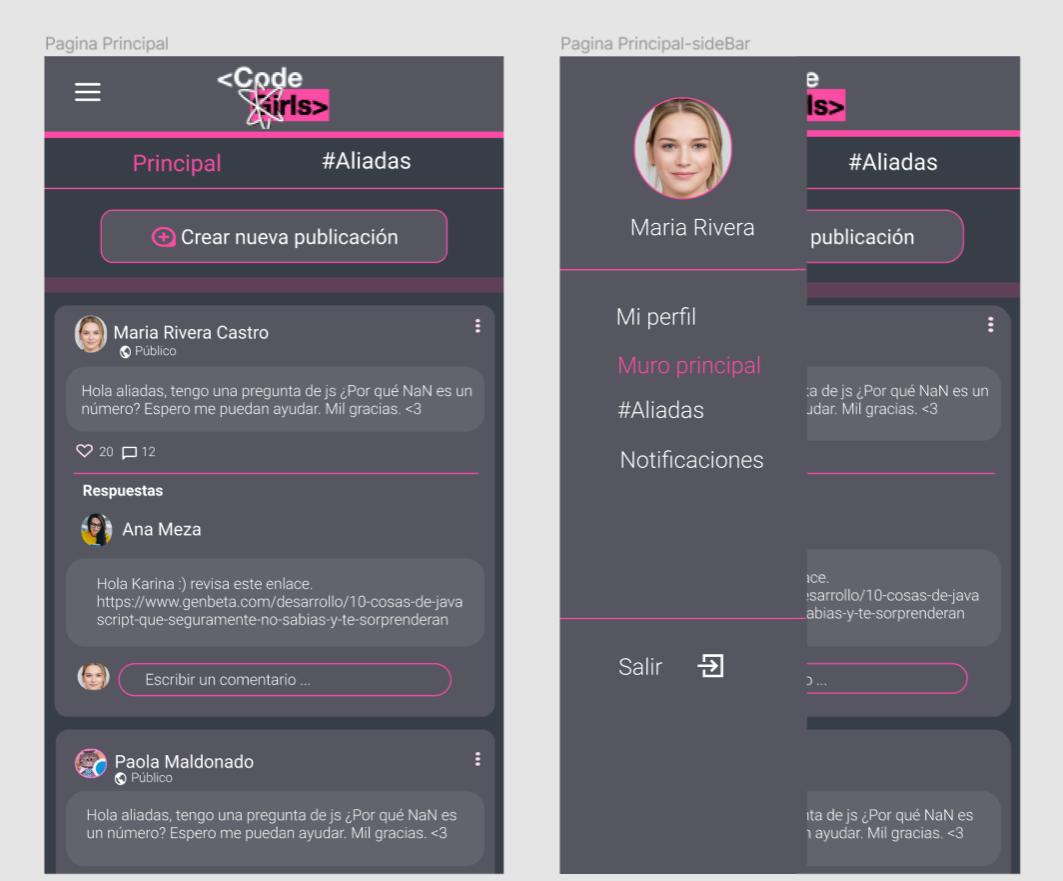 Pagina Principal
<Code
Girls>
Principal
#Aliadas
Crear nueva publicación
Maria Rivera Castro
Público
Hola aliadas, tengo una pregunta de js ¿Por qué NaN es un
número? Espero me puedan ayudar. Mil gracias. <3
20
12
Respuestas
Ana Meza
Hola Karina :) revisa este enlace.
https://www.genbeta.com/desarrollo/10-cosas-de-java
script-que-seguramente-no-sabias-y-te-sorprenderan
Escribir un comentario ...
Paola Maldonado
Público
Hola aliadas, tengo una pregunta de js ¿Por qué NaN es
un número? Espero me puedan ayudar. Mil gracias. <3
Pagina Principal-sideBar
Maria Rivera
Mi perfil
Muro principal
#Aliadas
Notificaciones
Salir
e
ls>
#Aliadas
publicación
ta de js ¿Por qué NaN es un
udar. Mil gracias. <3
ace.
esarrollo/10-cosas-de-java
abias-y-te-sorprenderan
o ...
ta de js ¿Por qué NaN es
ayudar. Mil gracias. <3